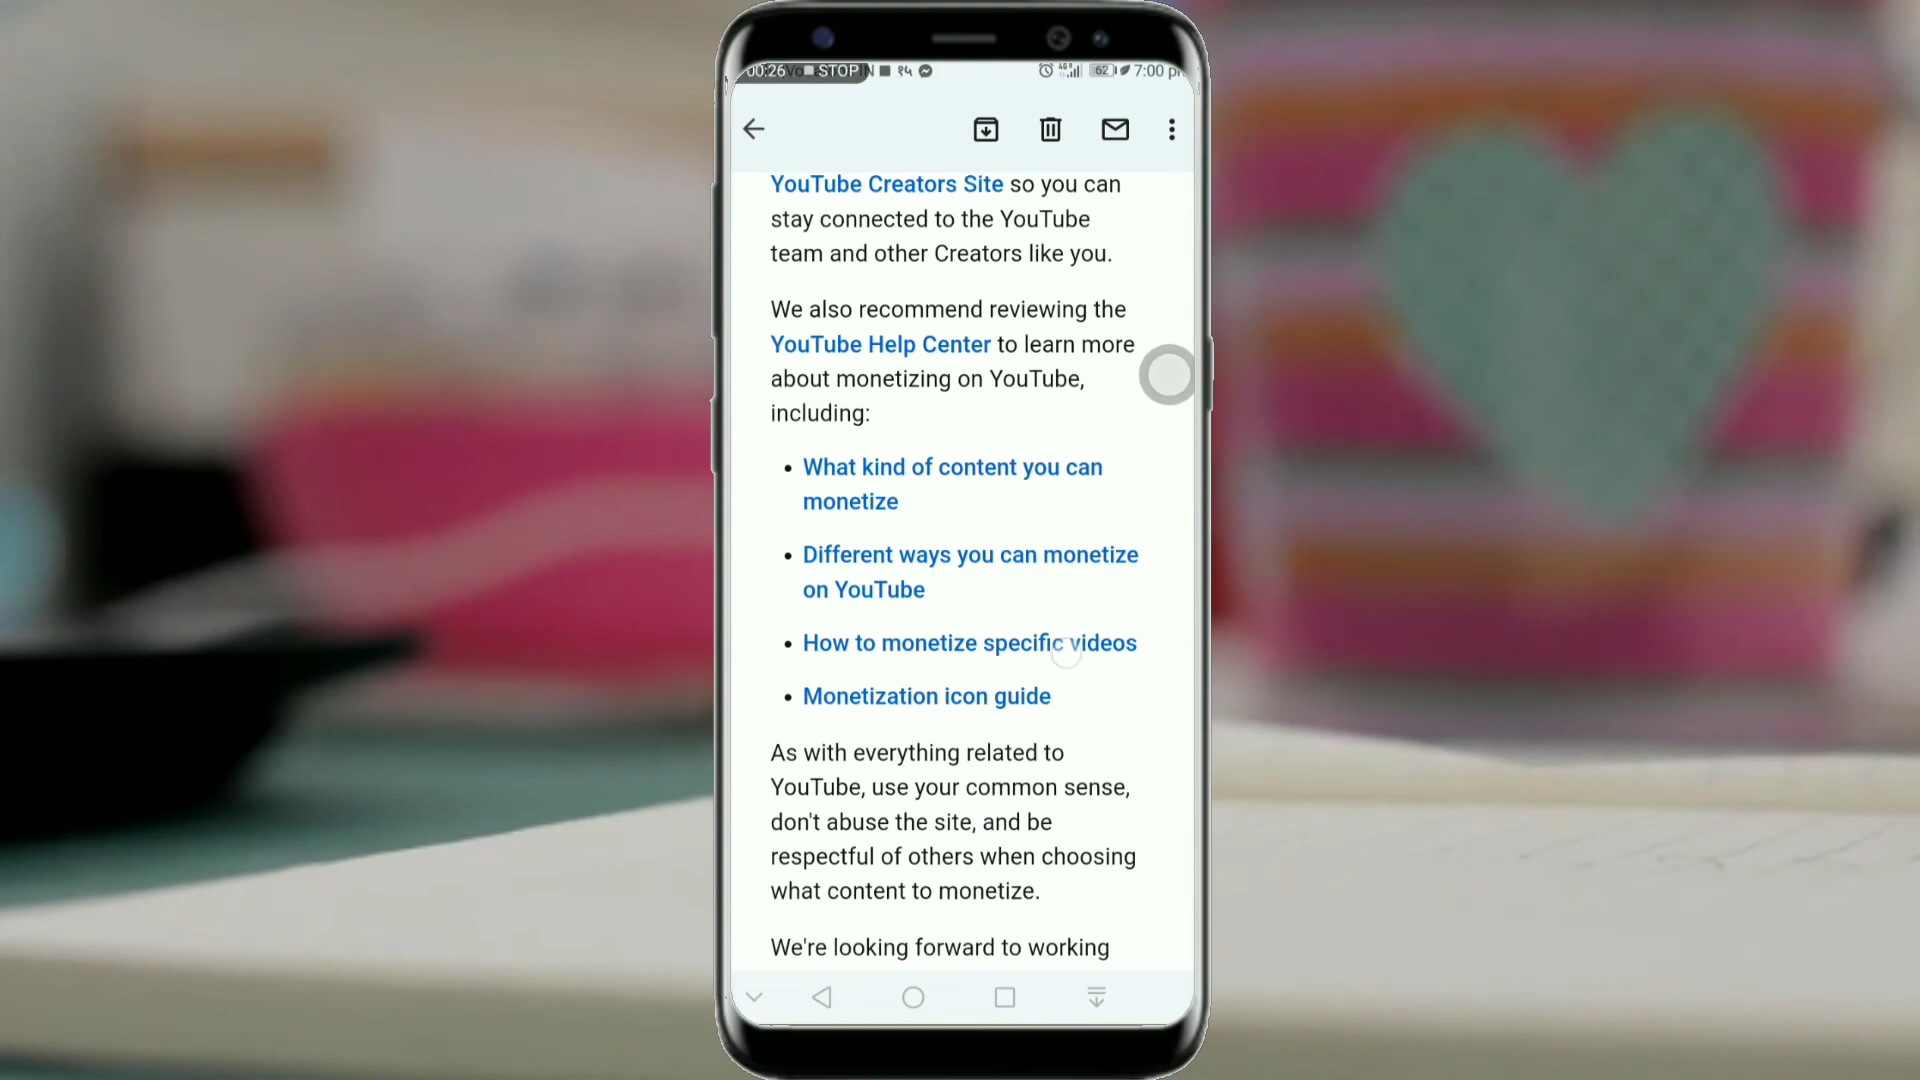 00:26 STOP १५ 4G 62 7:00 p
YouTube Creators Site so you can
stay connected to the YouTube
team and other Creators like you.
We also recommend reviewing the
YouTube Help Center to learn more
about monetizing on YouTube,
including:
• What kind of content you can
monetize
• Different ways you can monetize
on YouTube
• How to monetize specific videos
• Monetization icon guide
As with everything related to
YouTube, use your common sense,
don't abuse the site, and be
respectful of others when choosing
what content to monetize.
We're looking forward to working